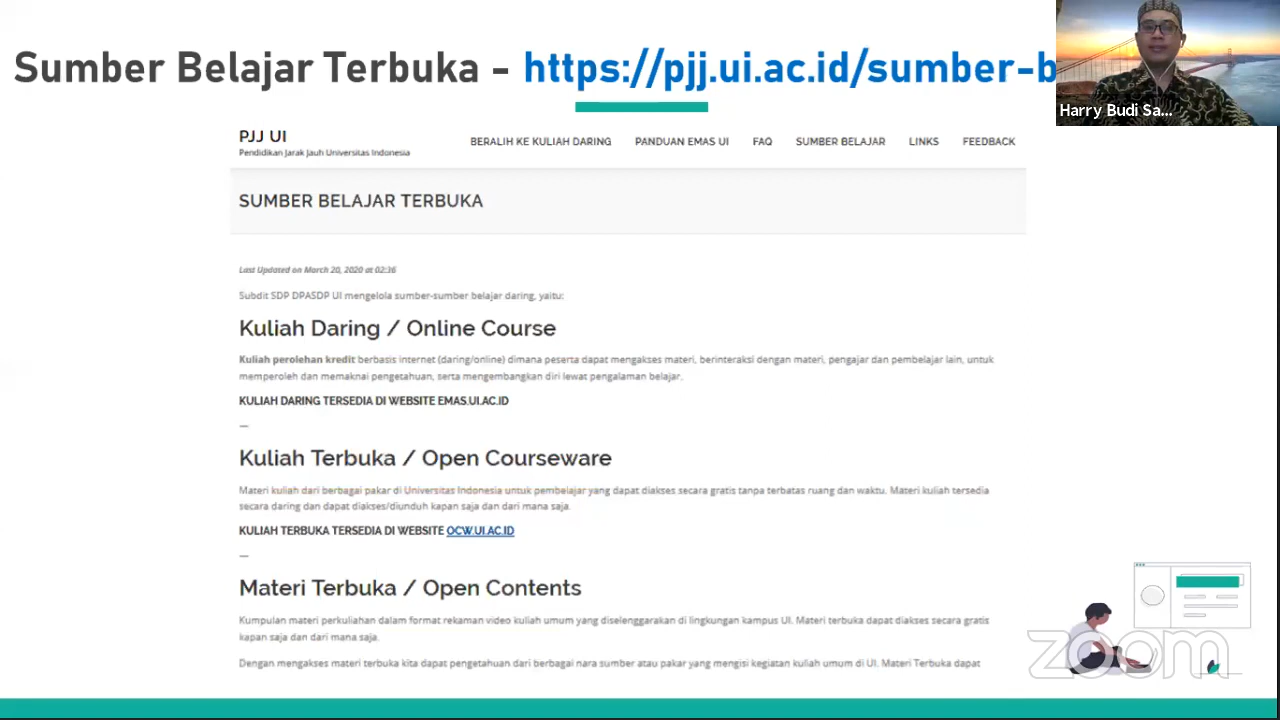 Sumber Belajar Terbuka - https://pjj.ui.ac.id/sumber-b
Harry Budi Sa...
PJJ UI
Pendidikan Jarak Jauh Universitas Indonesia
BERALIH KE KULIAH DARING PANDUAN EMAS UI FAQ SUMBER BELAJAR LINKS FEEDBACK
SUMBER BELAJAR TERBUKA
Last Updated on March 20, 2020 at 02:36
Subdit SDP DPASDP UI mengelola sumber-sumber belajar daring, yaitu:
Kuliah Daring / Online Course
Kuliah perolehan kredit berbasis internet (daring/online) dimana peserta dapat mengakses materi, berinteraksi dengan materi, pengajar dan pembelajar lain, untuk
memperoleh dan memaknai pengetahuan, serta mengembangkan diri lewat pengalaman belajar.
KULIAH DARING TERSEDIA DI WEBSITE EMAS.UI.AC.ID
—
Kuliah Terbuka / Open Courseware
Materi kuliah dari berbagai pakar di Universitas Indonesia untuk pembelajar yang dapat diakses secara gratis tanpa terbatas ruang dan waktu. Materi kuliah tersedia
secara daring dan dapat diakses/diunduh kapan saja dan dari mana saja.
KULIAH TERBUKA TERSEDIA DI WEBSITE OCW.UI.AC.ID
—
Materi Terbuka / Open Contents
Kumpulan materi perkuliahan dalam format rekaman video kuliah umum yang diselenggarakan di lingkungan kampus UI. Materi terbuka dapat diakses secara gratis
kapan saja dan dari mana saja.
Dengan mengakses materi terbuka kita dapat pengetahuan dari berbagai nara sumber atau pakar yang mengisi kegiatan kuliah umum di UI. Materi Terbuka dapat
zoom